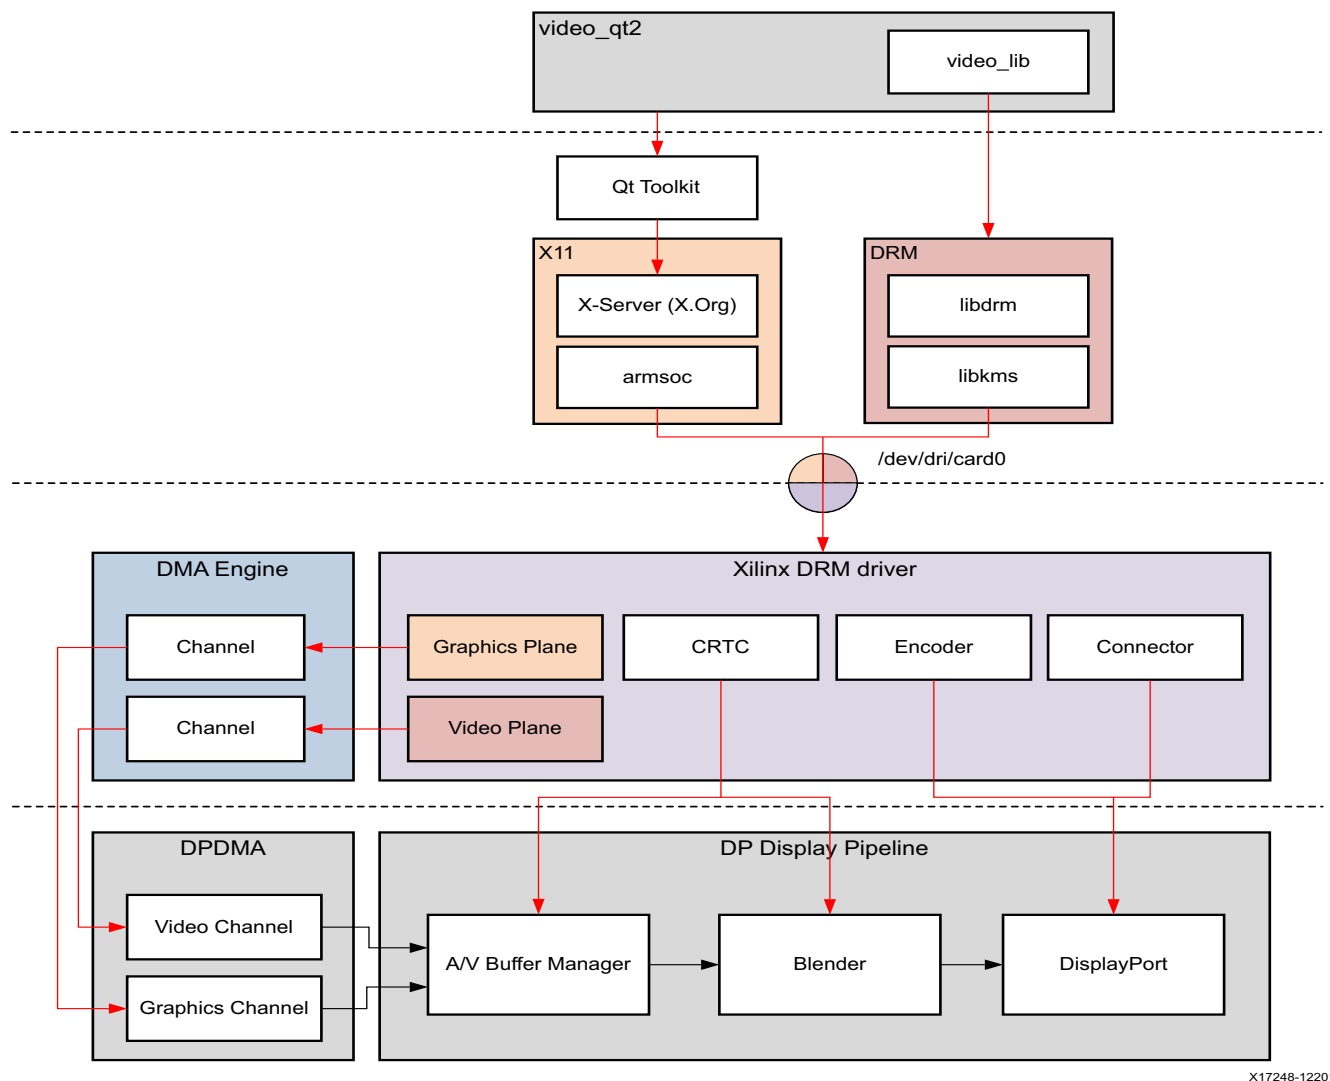 video_qt2
video_lib
Qt Toolkit
X11
DRM
X-Server (X.Org)
libdrm
armsoc
libkms
/dev/dri/card0
DMA Engine
Xilinx DRM driver
Channel
Graphics Plane
CRTC
Encoder
Connector
Channel
Video Plane
DPDMA
DP Display Pipeline
Video Channel
A/V Buffer Manager
Blender
DisplayPort
Graphics Channel
X17248-1220